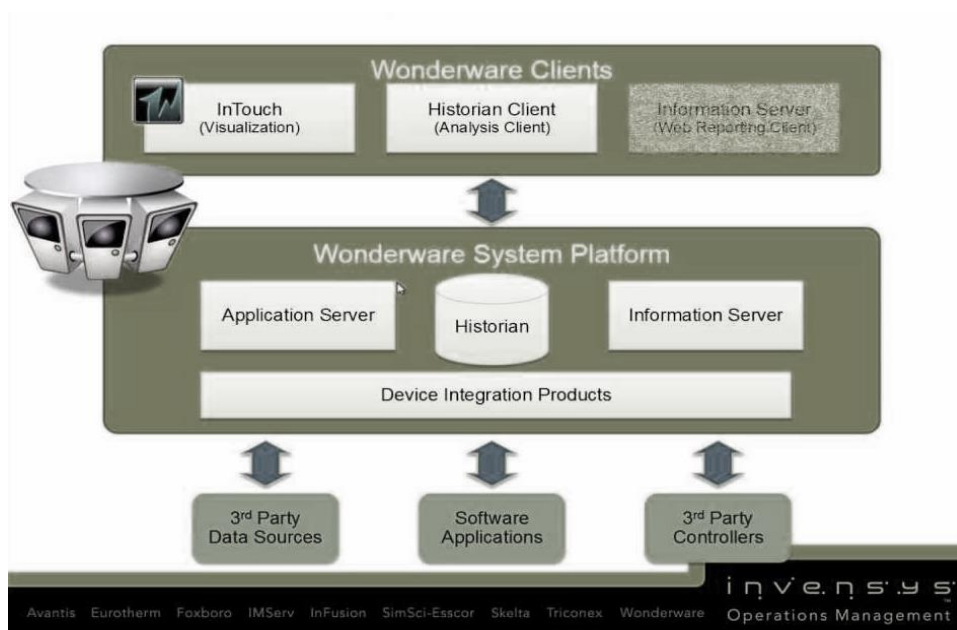 Wonderware Clients
InTouch
(Visualization)
Historian Client
(Analysis Client)
Information Server
(Web Reporting Client)
Wonderware System Platform
Application Server
Historian
Information Server
Device Integration Products
3rd Party
Data Sources
Software
Applications
3rd Party
Controllers
invensys
Avantis Eurotherm Foxboro IMServ InFusion SimSci-Esscor Skelta Triconex Wonderware
Operations Management